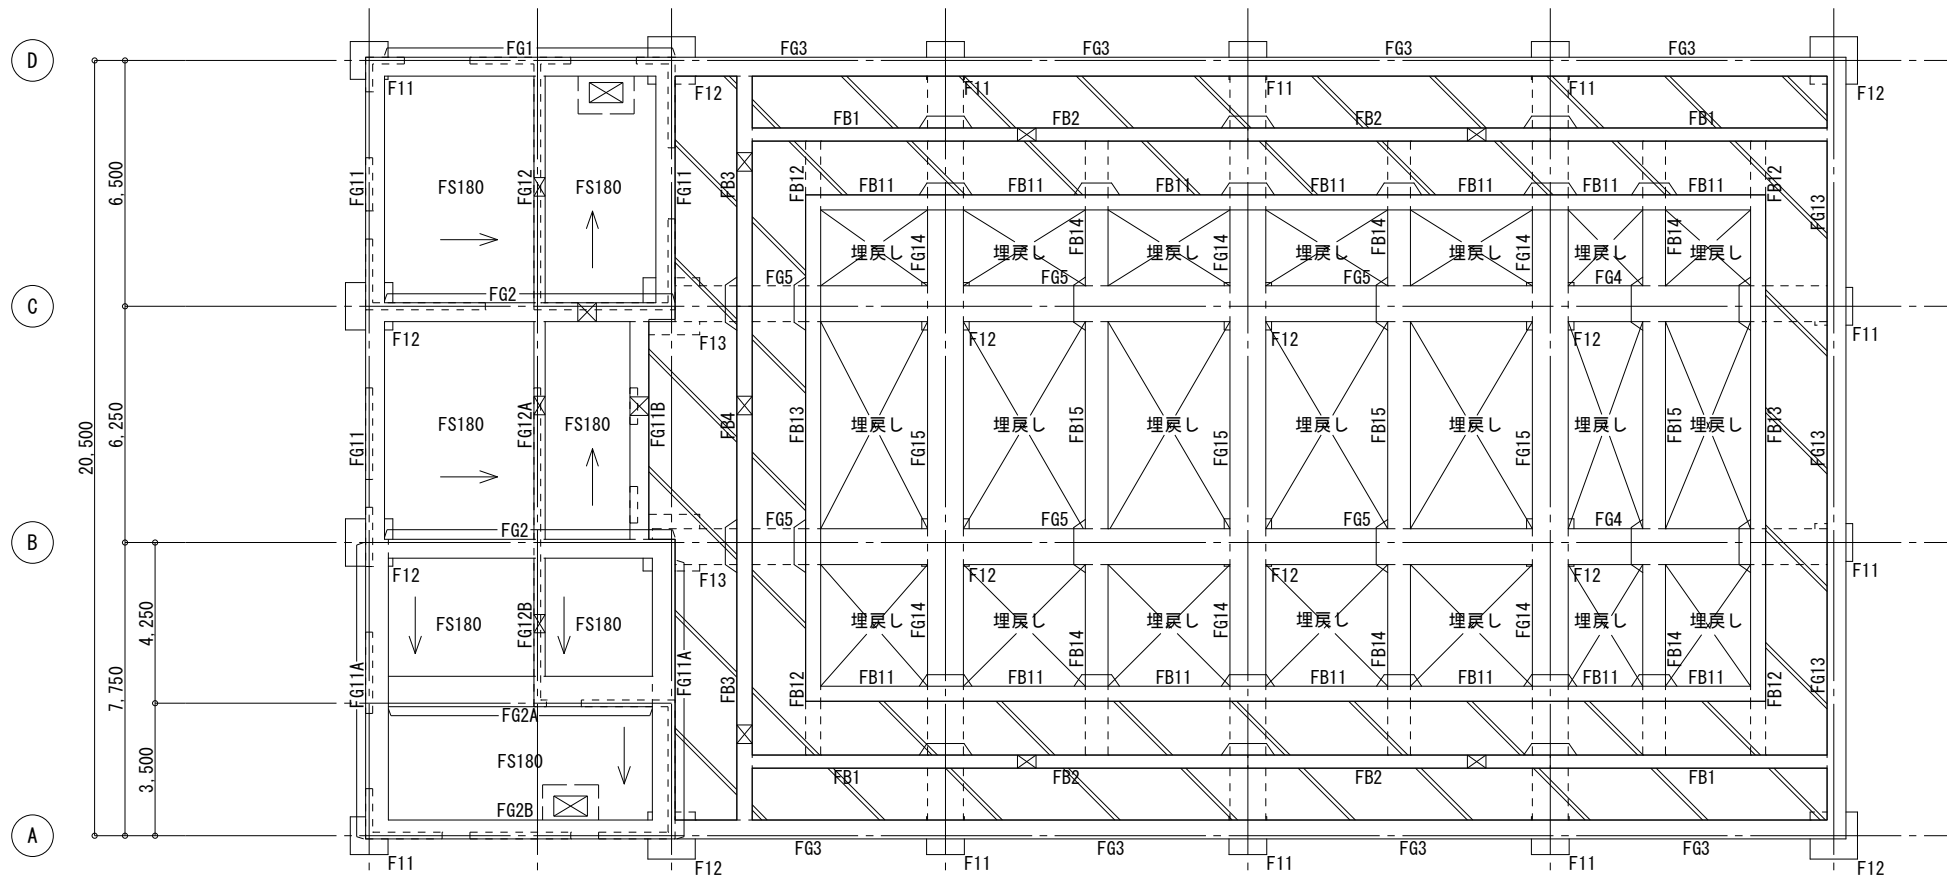 FG1 FG3 FG3 FG3 FG3
D
F11 F12 F11 F11 F11 F12
FB1 FB2 FB2 FB1
6,500 FG11 FS180 FG12 FS180 FG11 FB3 FB12 FB11 FB11 FB11 FB11 FB11 FB11 FB11 FB12 FG13
埋戻し FG14 埋戻し FB14 埋戻し FG14 埋戻し FB14 埋戻し FG14 埋戻し FB14 埋戻し
FG2 FG5 FG5 FG5 FG4
C
F12 F13 F12 F12 F12 F11
20,500 6,250 FG11 FS180 FG12A FS180 FG11B FB4 FB13 埋戻し FG15 埋戻し FB15 埋戻し FG15 埋戻し FB15 埋戻し FG15 埋戻し FB15 埋戻し FB13 FG13
FG2 FG5 FG5 FG5 FG4
B
F12 F13 F12 F12 F12 F11
7,750 4,250 FG11A FS180 FG12B FS180 FG11A FB3 FB12 埋戻し FG14 埋戻し FB14 埋戻し FG14 埋戻し FB14 埋戻し FG14 埋戻し FB14 埋戻し FB12 FG13
FB11 FB11 FB11 FB11 FB11 FB11 FB11
FG2A
3,500 FS180
FB1 FB2 FB2 FB1
FG2B
A
FG3 FG3 FG3 FG3
F11 F12 F11 F11 F11 F12